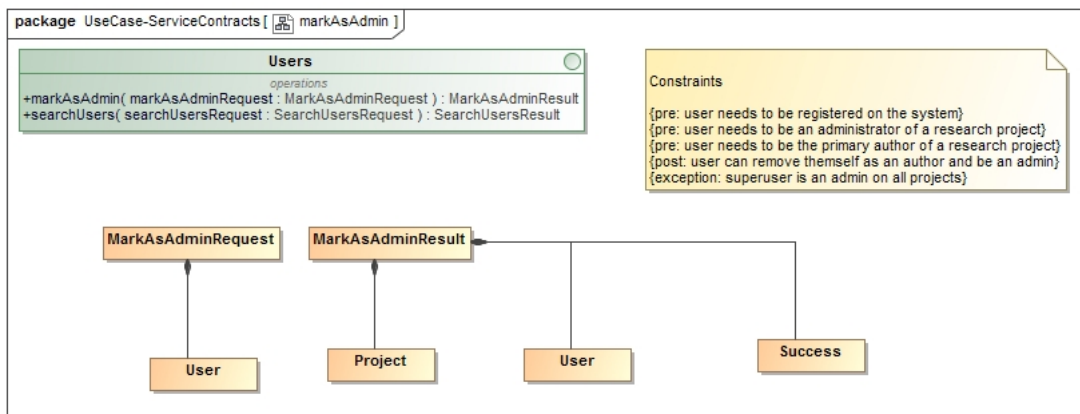 package UseCase-ServiceContracts [ markAsAdmin ]
Users
operations
+markAsAdmin( markAsAdminRequest : MarkAsAdminRequest ) : MarkAsAdminResult
+searchUsers( searchUsersRequest : SearchUsersRequest ) : SearchUsersResult
Constraints
{pre: user needs to be registered on the system}
{pre: user needs to be an administrator of a research project}
{pre: user needs to be the primary author of a research project}
{post: user can remove themself as an author and be an admin}
{exception: superuser is an admin on all projects}
MarkAsAdminRequest
MarkAsAdminResult
User
Project
User
Success